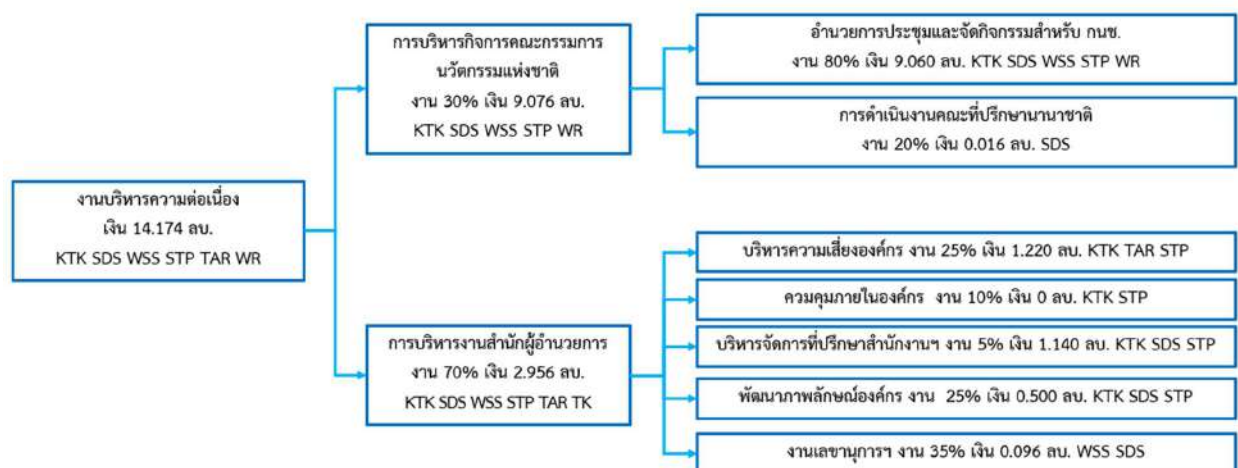 งานบริหารความต่อเนื่อง
เงิน 14.174 ลบ.
KTK SDS WSS STP TAR WR
การบริหารกิจการคณะกรรมการ
นวัตกรรมแห่งชาติ
งาน 30% เงิน 9.076 ลบ.
KTK SDS WSS STP WR
อำนวยการประชุมและจัดกิจกรรมสำหรับ กนช.
งาน 80% เงิน 9.060 ลบ. KTK SDS WSS STP WR
การดำเนินงานคณะที่ปรึกษานานาชาติ
งาน 20% เงิน 0.016 ลบ. SDS
การบริหารงานสำนักผู้อำนวยการ
งาน 70% เงิน 2.956 ลบ.
KTK SDS WSS STP TAR TK
บริหารความเสี่ยงองค์กร งาน 25% เงิน 1.220 ลบ. KTK TAR STP
ควมคุมภายในองค์กร งาน 10% เงิน 0 ลบ. KTK STP
บริหารจัดการที่ปรึกษาสำนักงานฯ งาน 5% เงิน 1.140 ลบ. KTK SDS STP
พัฒนาภาพลักษณ์องค์กร งาน 25% เงิน 0.500 ลบ. KTK SDS STP
งานเลขานุการฯ งาน 35% เงิน 0.096 ลบ. WSS SDS